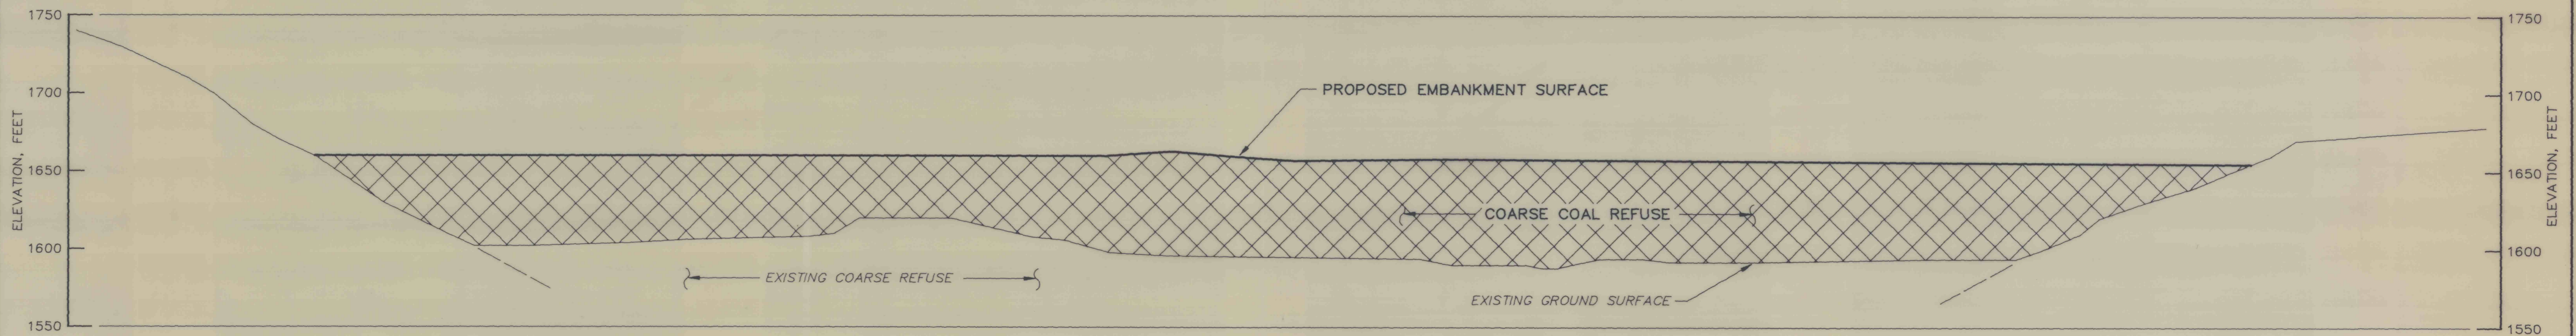 1750
1750
1700
PROPOSED EMBANKMENT SURFACE
1700
ELEVATION, FEET
ELEVATION, FEET
1650
1650
COARSE COAL REFUSE
1600
1600
EXISTING COARSE REFUSE
EXISTING GROUND SURFACE
1550
1550